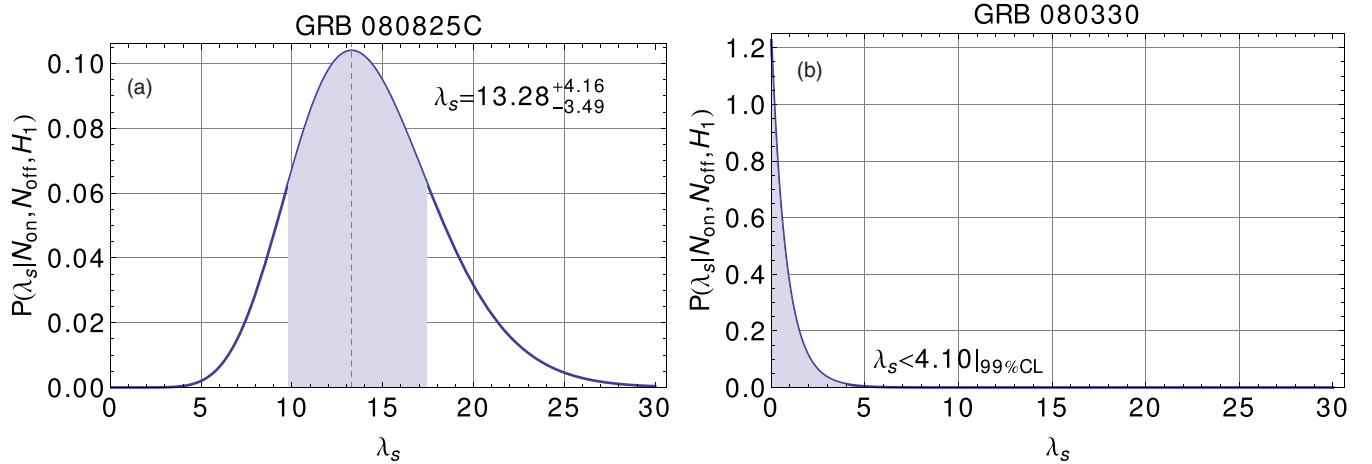 GRB 080825C
(a)
λs=13.28 +4.16 −3.49
P(λs|Non,Noff,H1)
0.10
0.08
0.06
0.04
0.02
0.00
0 5 10 15 20 25 30
λs
GRB 080330
(b)
λs<4.10|99%CL
P(λs|Non,Noff,H1)
1.2
1.0
0.8
0.6
0.4
0.2
0.0
0 5 10 15 20 25 30
λs